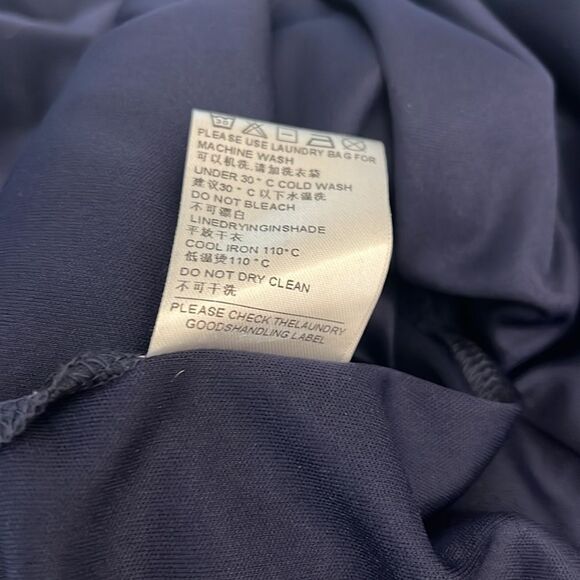 30
PLEASE USE LAUNDRY BAG FOR
MACHINE WASH
可以机洗.请加洗衣袋
UNDER 30°C COLD WASH
建议30°C 以下水温洗
DO NOT BLEACH
不可漂白
LINEDRYINGINSHADE
平放干衣
COOL IRON 110°C
低温烫110°C
DO NOT DRY CLEAN
不可干洗
PLEASE CHECK THELAUNDRY
GOODSHANDLING LABEL